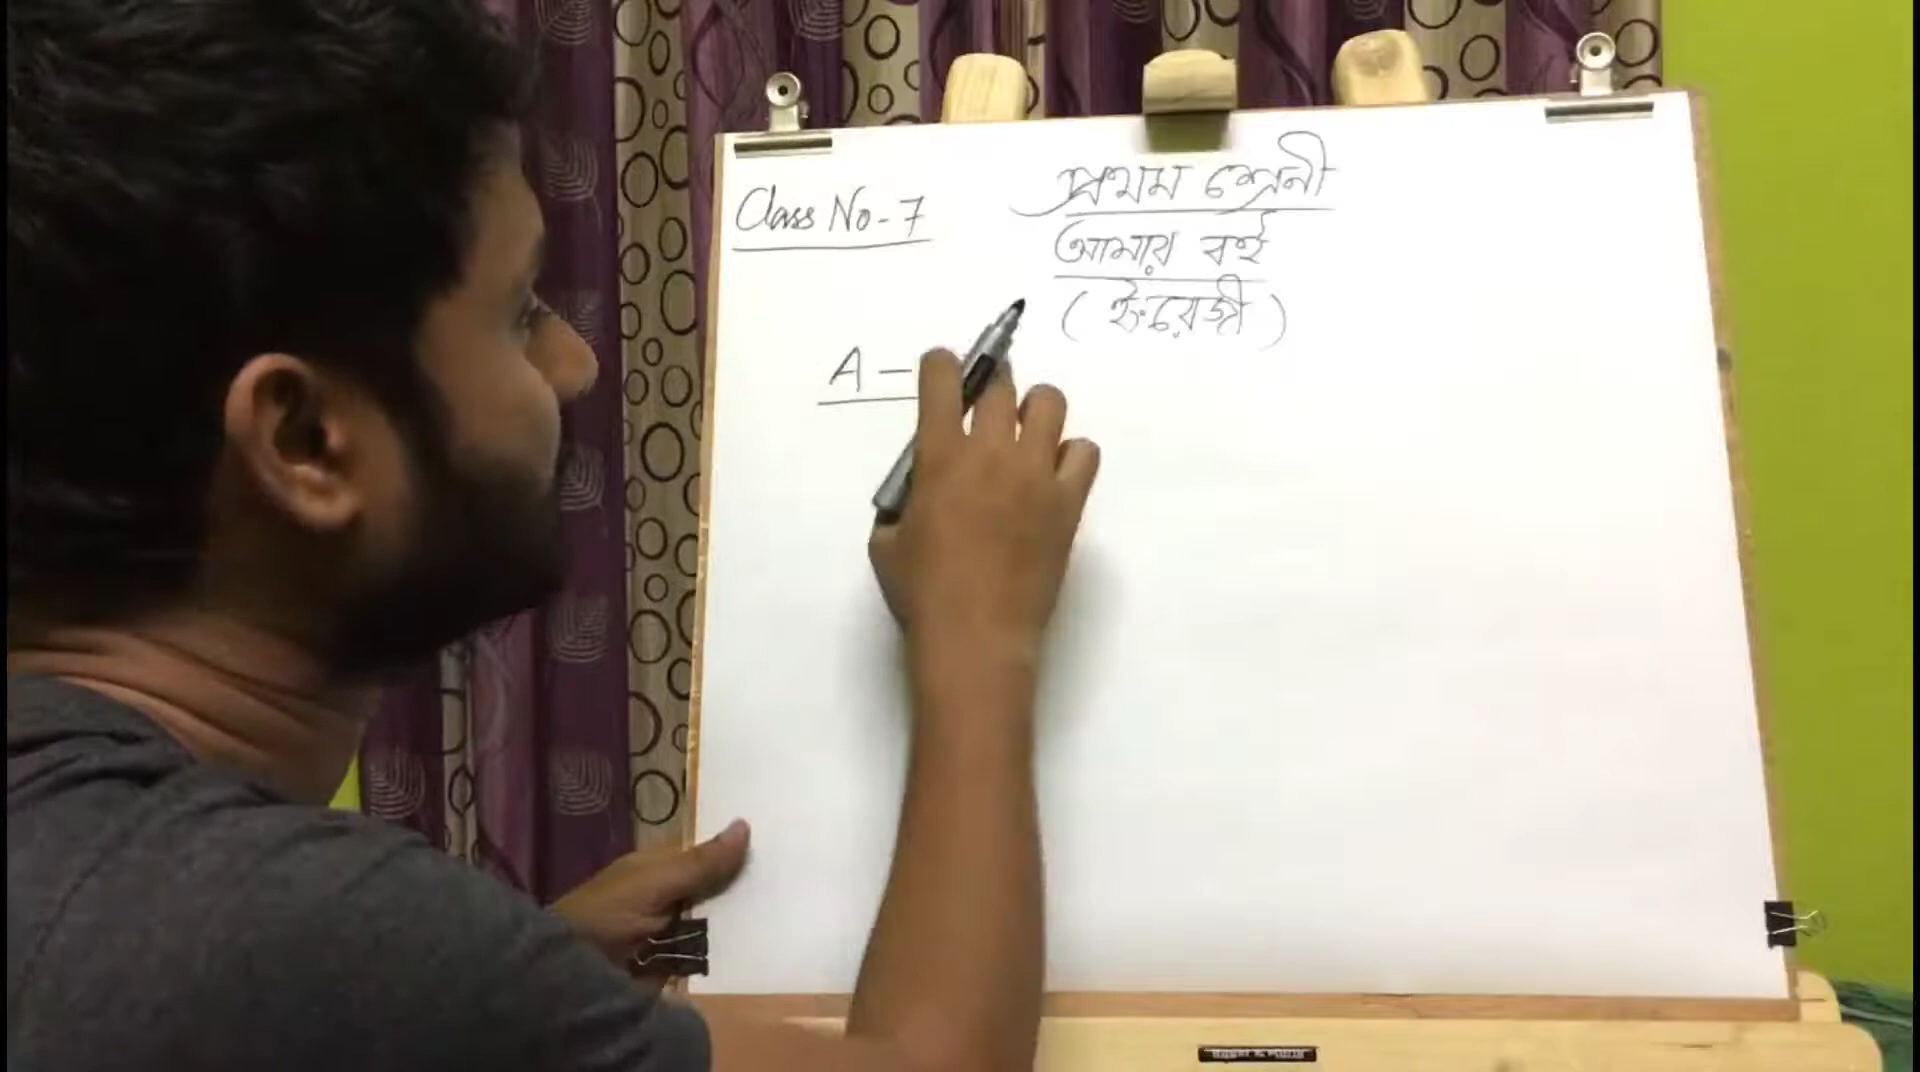 Class No-7
প্রথম শ্রেনী
আমার বই
(ইংরেজী)
A –